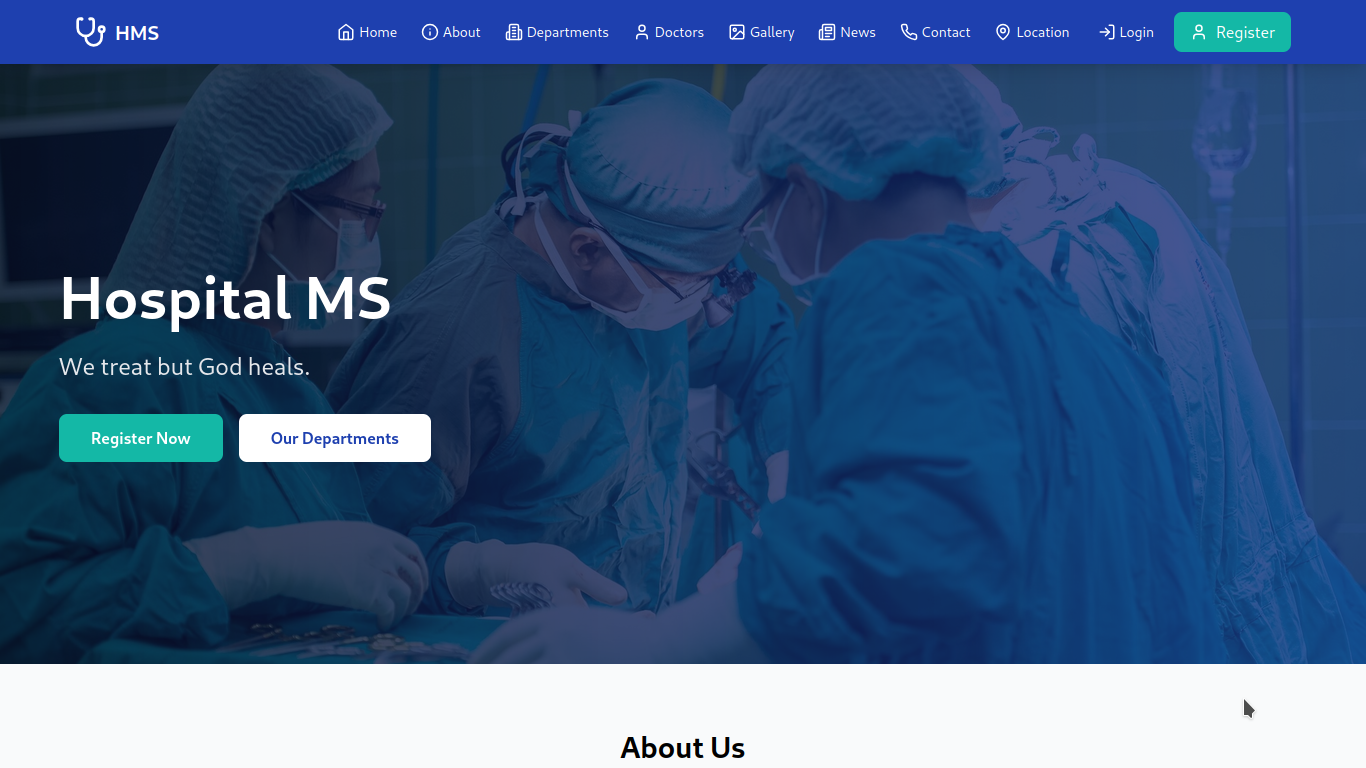 HMS
Home
About
Departments
Doctors
Gallery
News
Contact
Location
Login
Register
Hospital MS
We treat but God heals.
Register Now
Our Departments
About Us